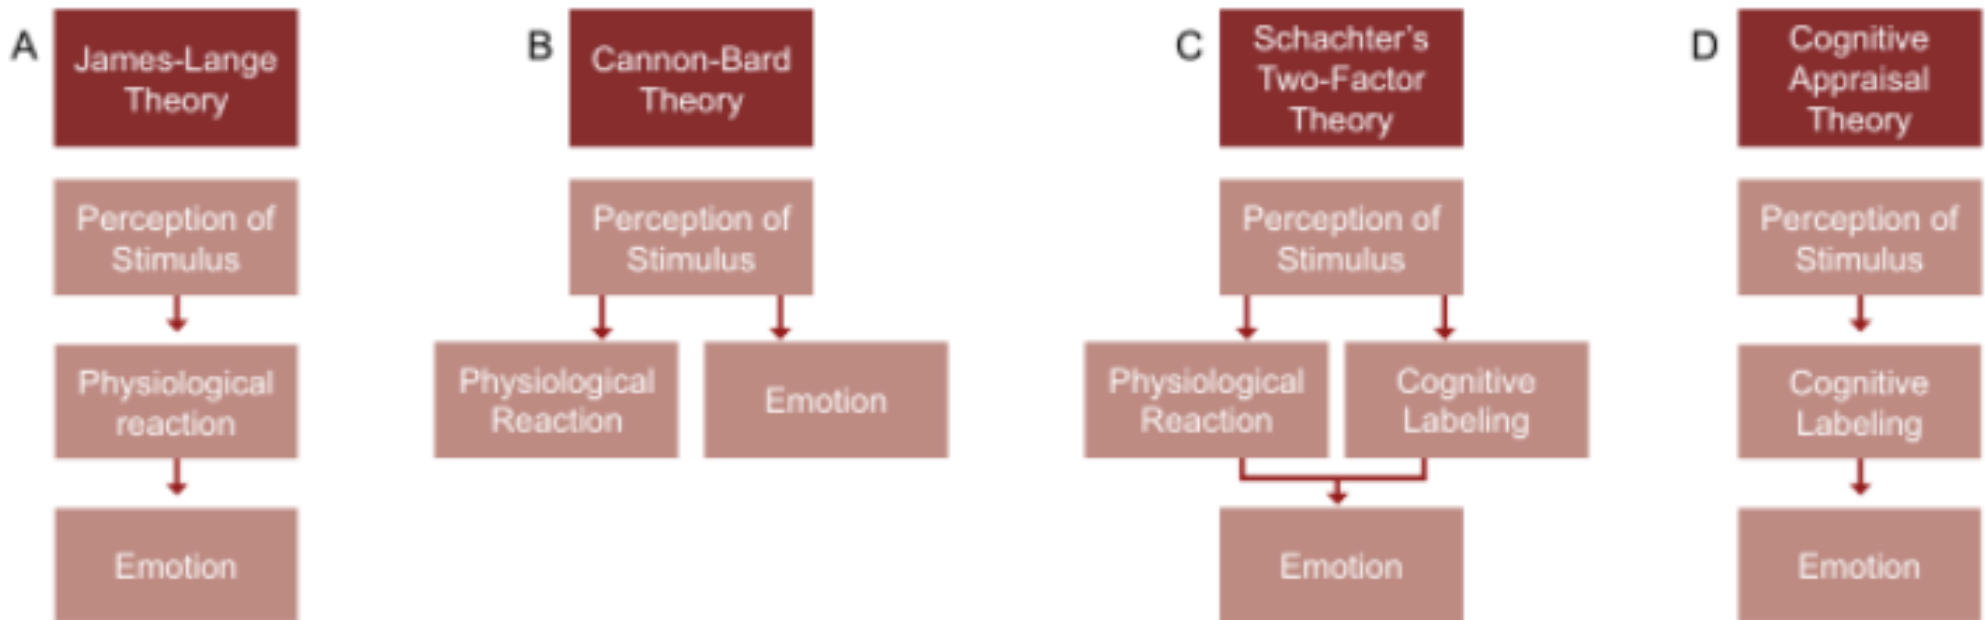 A
James-Lange
Theory
Perception of
Stimulus
Physiological
reaction
Emotion
B
Cannon-Bard
Theory
Perception of
Stimulus
Physiological
Reaction
Emotion
C
Schachter's
Two-Factor
Theory
Perception of
Stimulus
Physiological
Reaction
Cognitive
Labeling
Emotion
D
Cognitive
Appraisal
Theory
Perception of
Stimulus
Cognitive
Labeling
Emotion